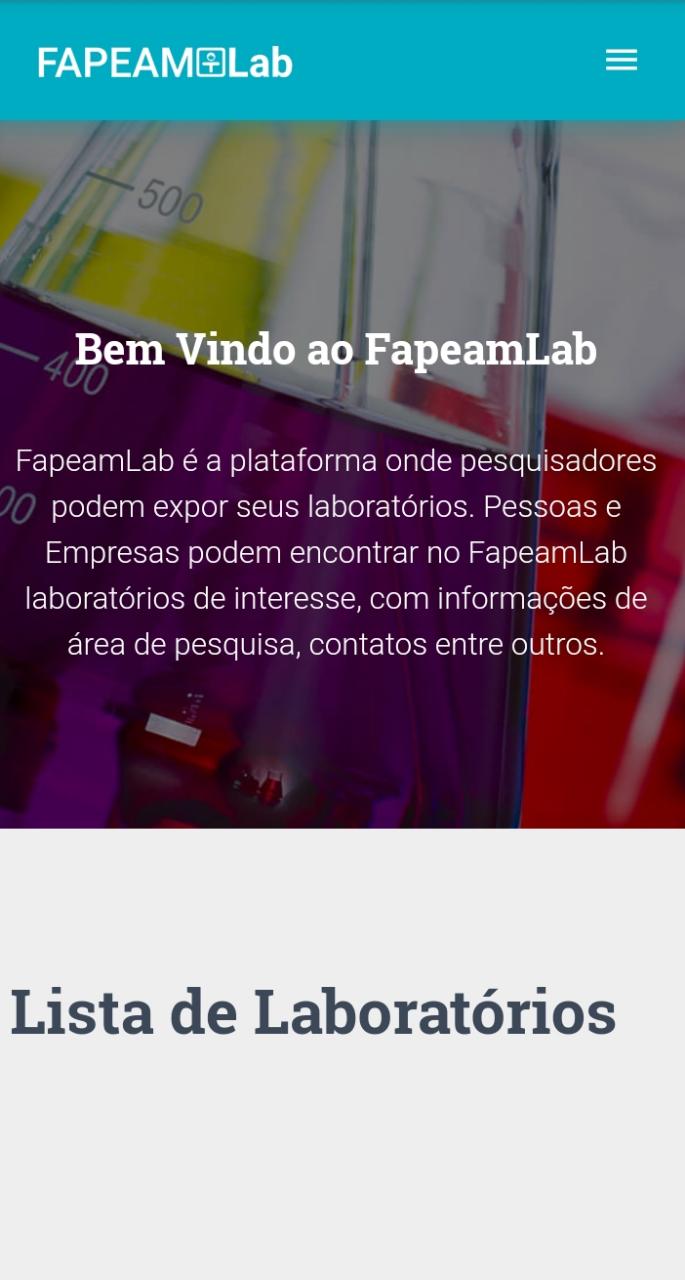 FAPEAM Lab
500
400
Bem Vindo ao FapeamLab
FapeamLab é a plataforma onde pesquisadores
podem expor seus laboratórios. Pessoas e
Empresas podem encontrar no FapeamLab
laboratórios de interesse, com informações de
área de pesquisa, contatos entre outros.
Lista de Laboratórios